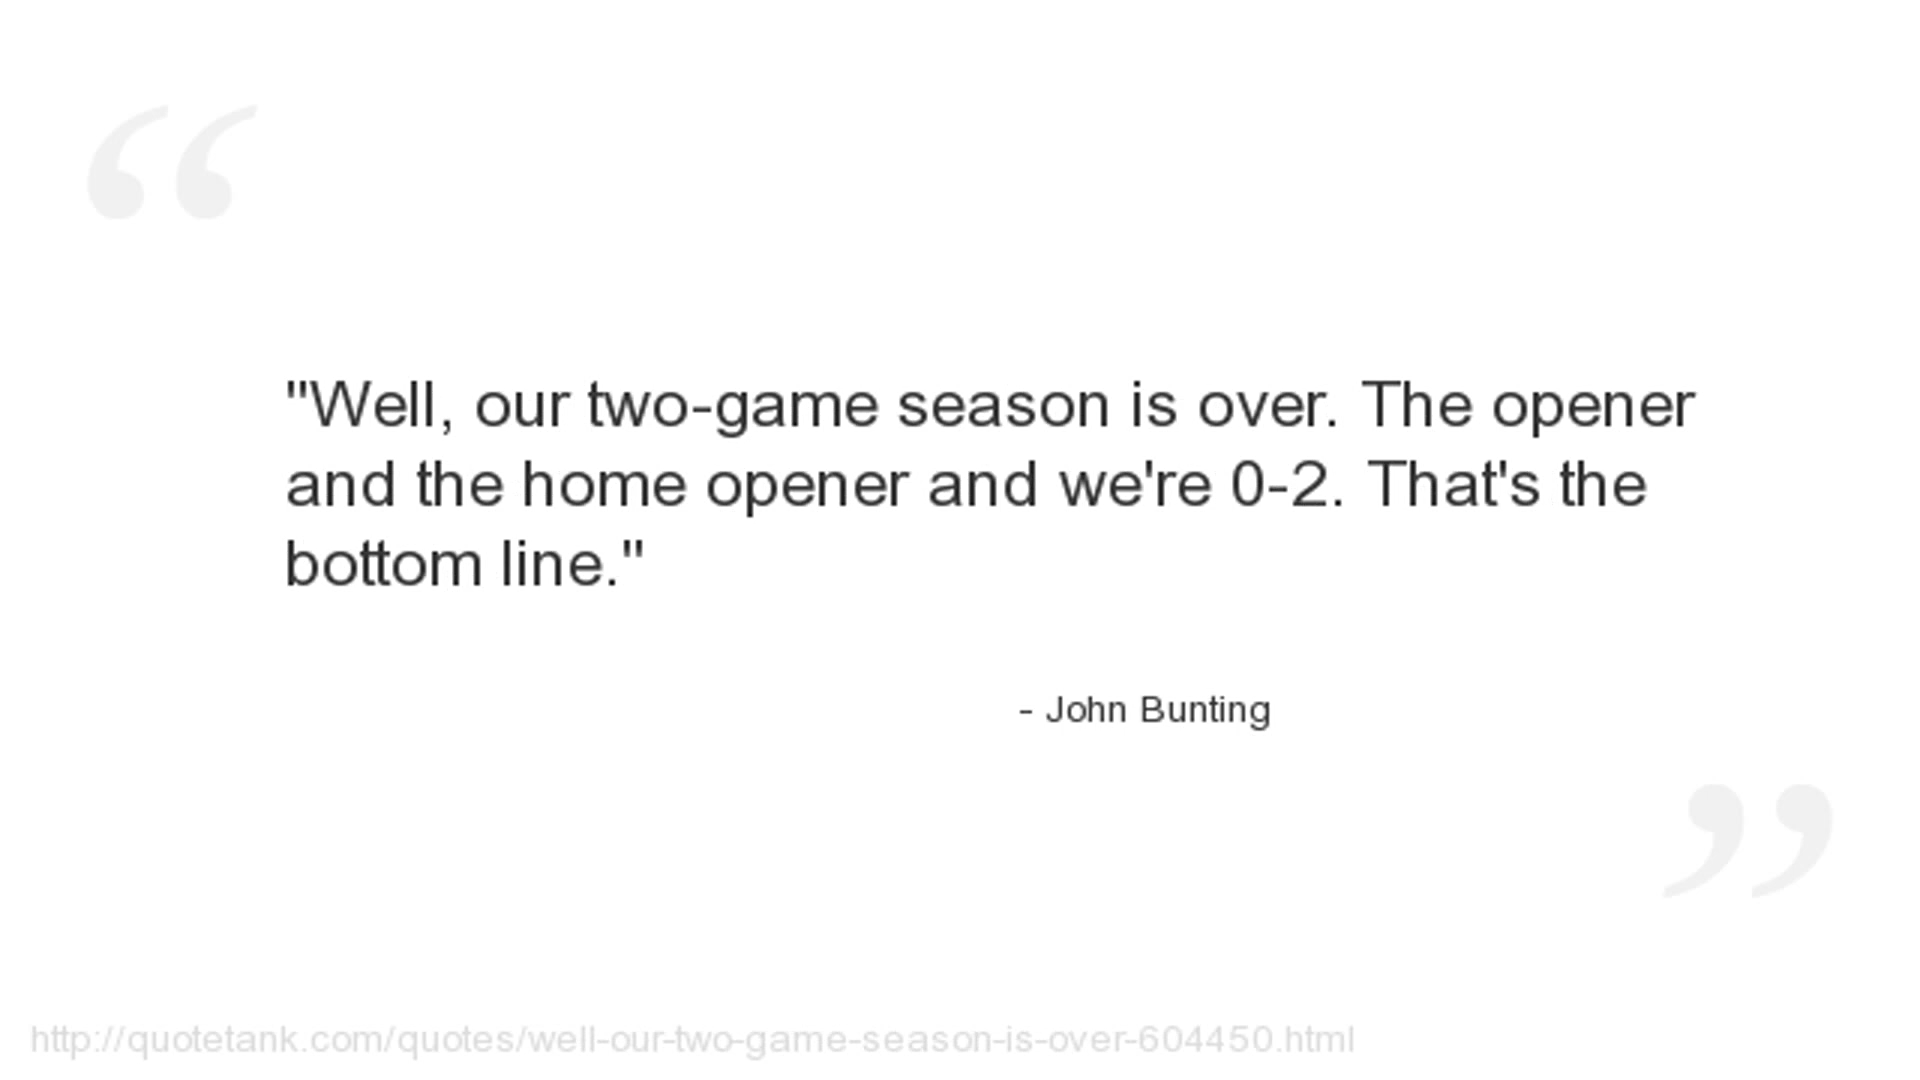 "Well, our two-game season is over. The opener
and the home opener and we're 0-2. That's the
bottom line."
- John Bunting
http://quotetank.com/quotes/well-our-two-game-season-is-over-604450.html